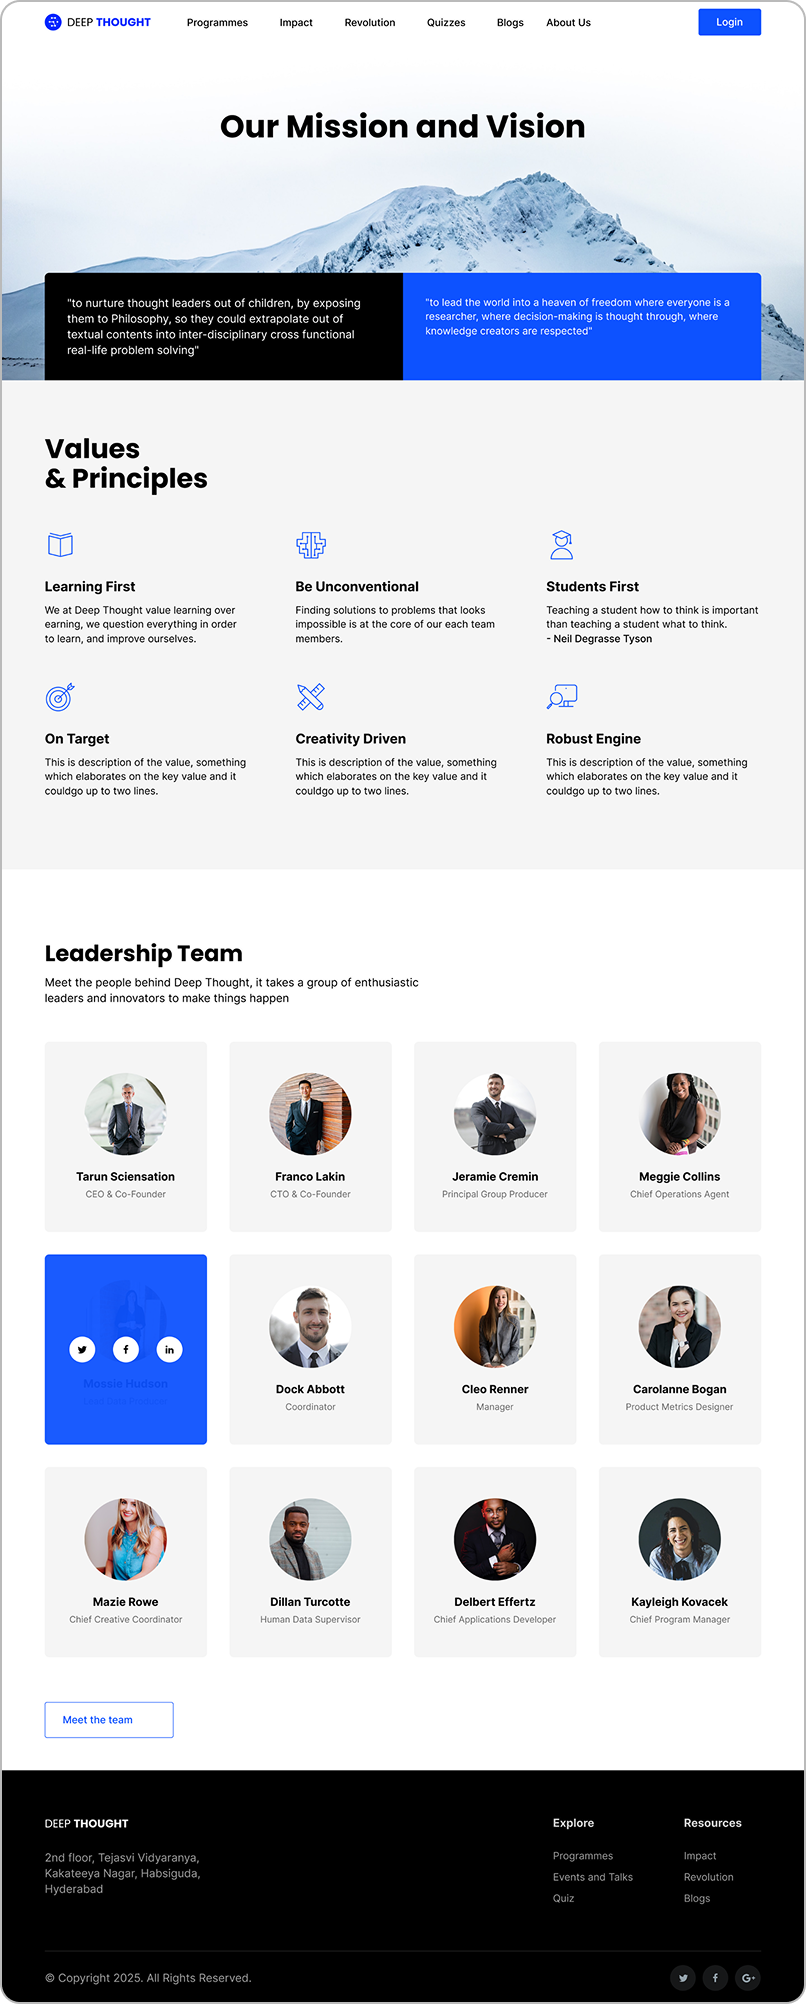 DEEP THOUGHT
Programmes
Impact
Revolution
Quizzes
Blogs
About Us
Login
Our Mission and Vision
"to nurture thought leaders out of children, by exposing
them to Philosophy, so they could extrapolate out of
textual contents into inter-disciplinary cross functional
real-life problem solving"
"to lead the world into a heaven of freedom where everyone is a
researcher, where decision-making is thought through, where
knowledge creators are respected"
Values
& Principles
Learning First
We at Deep Thought value learning over
earning, we question everything in order
to learn, and improve ourselves.
Be Unconventional
Finding solutions to problems that looks
impossible is at the core of our each team
members.
Students First
Teaching a student how to think is important
than teaching a student what to think.
- Neil Degrasse Tyson
On Target
This is description of the value, something
which elaborates on the key value and it
couldgo up to two lines.
Creativity Driven
This is description of the value, something
which elaborates on the key value and it
couldgo up to two lines.
Robust Engine
This is description of the value, something
which elaborates on the key value and it
couldgo up to two lines.
Leadership Team
Meet the people behind Deep Thought, it takes a group of enthusiastic
leaders and innovators to make things happen
Tarun Sciensation
CEO & Co-Founder
Franco Lakin
CTO & Co-Founder
Jeramie Cremin
Principal Group Producer
Meggie Collins
Chief Operations Agent
Mossie Hudson
Dock Abbott
Coordinator
Cleo Renner
Manager
Carolanne Bogan
Product Metrics Designer
Mazie Rowe
Chief Creative Coordinator
Dillan Turcotte
Human Data Supervisor
Delbert Effertz
Chief Applications Developer
Kayleigh Kovacek
Chief Program Manager
Meet the team
DEEP THOUGHT
2nd floor, Tejasvi Vidyaranya,
Kakateeya Nagar, Habsiguda,
Hyderabad
Explore
Programmes
Events and Talks
Quiz
Resources
Impact
Revolution
Blogs
© Copyright 2025. All Rights Reserved.